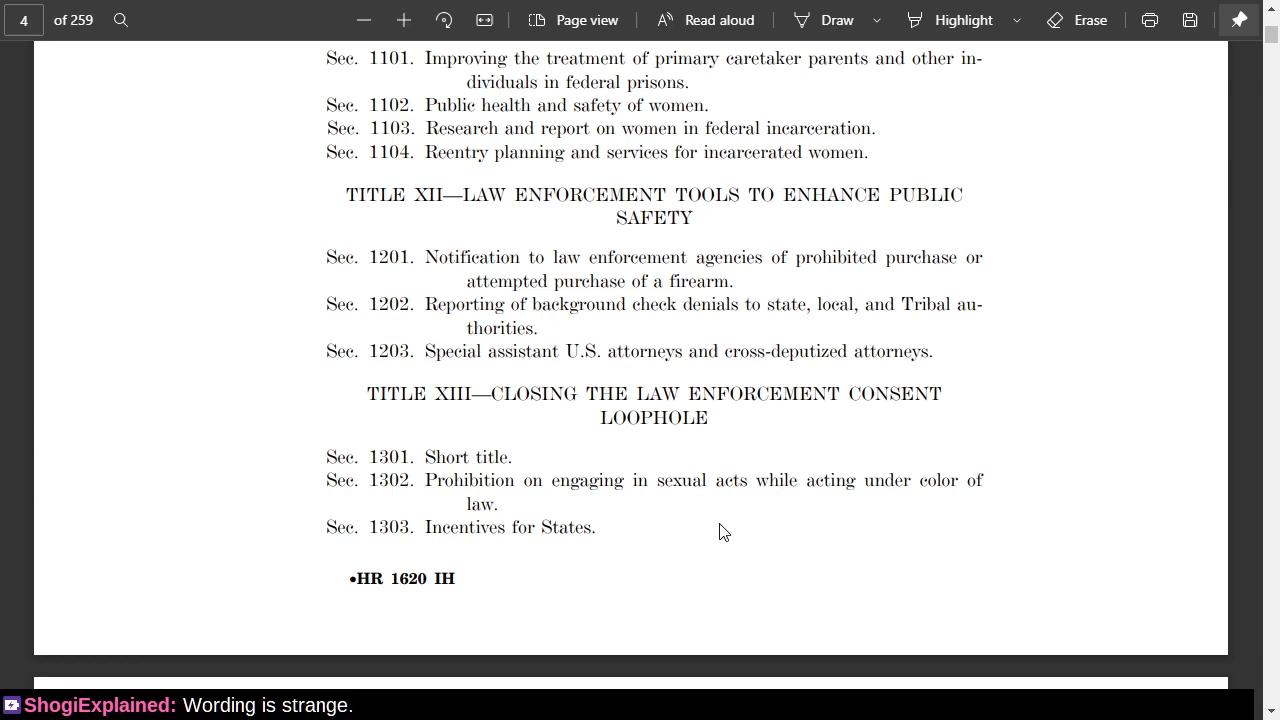 4 of 259 Page view Read aloud Draw Highlight Erase
Sec. 1101. Improving the treatment of primary caretaker parents and other in-
dividuals in federal prisons.
Sec. 1102. Public health and safety of women.
Sec. 1103. Research and report on women in federal incarceration.
Sec. 1104. Reentry planning and services for incarcerated women.
TITLE XII—LAW ENFORCEMENT TOOLS TO ENHANCE PUBLIC
SAFETY
Sec. 1201. Notification to law enforcement agencies of prohibited purchase or
attempted purchase of a firearm.
Sec. 1202. Reporting of background check denials to state, local, and Tribal au-
thorities.
Sec. 1203. Special assistant U.S. attorneys and cross-deputized attorneys.
TITLE XIII—CLOSING THE LAW ENFORCEMENT CONSENT
LOOPHOLE
Sec. 1301. Short title.
Sec. 1302. Prohibition on engaging in sexual acts while acting under color of
law.
Sec. 1303. Incentives for States.
•HR 1620 IH
ShogiExplained: Wording is strange.